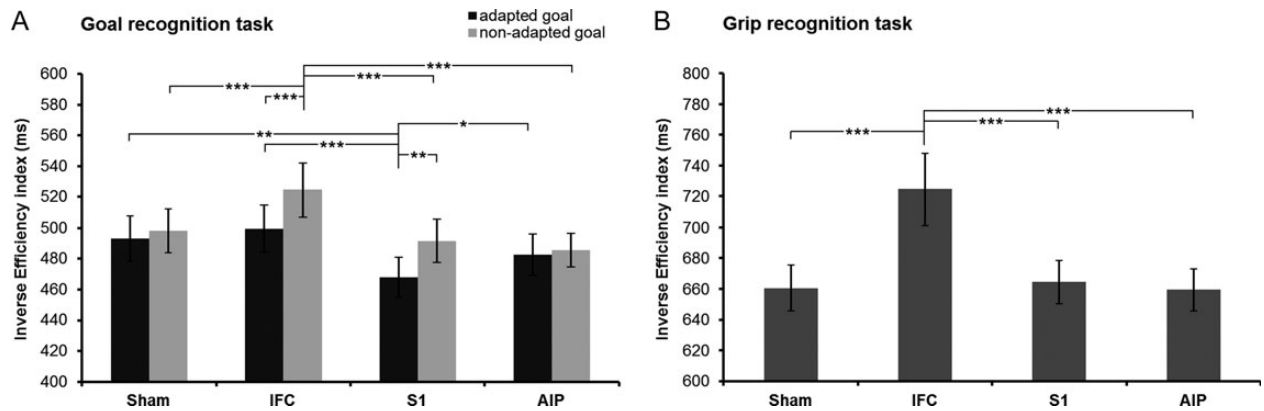 A
Goal recognition task
adapted goal
non-adapted goal
Inverse Efficiency index (ms)
600
580
560
540
520
500
480
460
440
420
400
***
***
***
***
**
*
***
**
Sham
IFC
S1
AIP
B
Grip recognition task
Inverse Efficiency index (ms)
800
780
760
740
720
700
680
660
640
620
600
***
***
***
Sham
IFC
S1
AIP